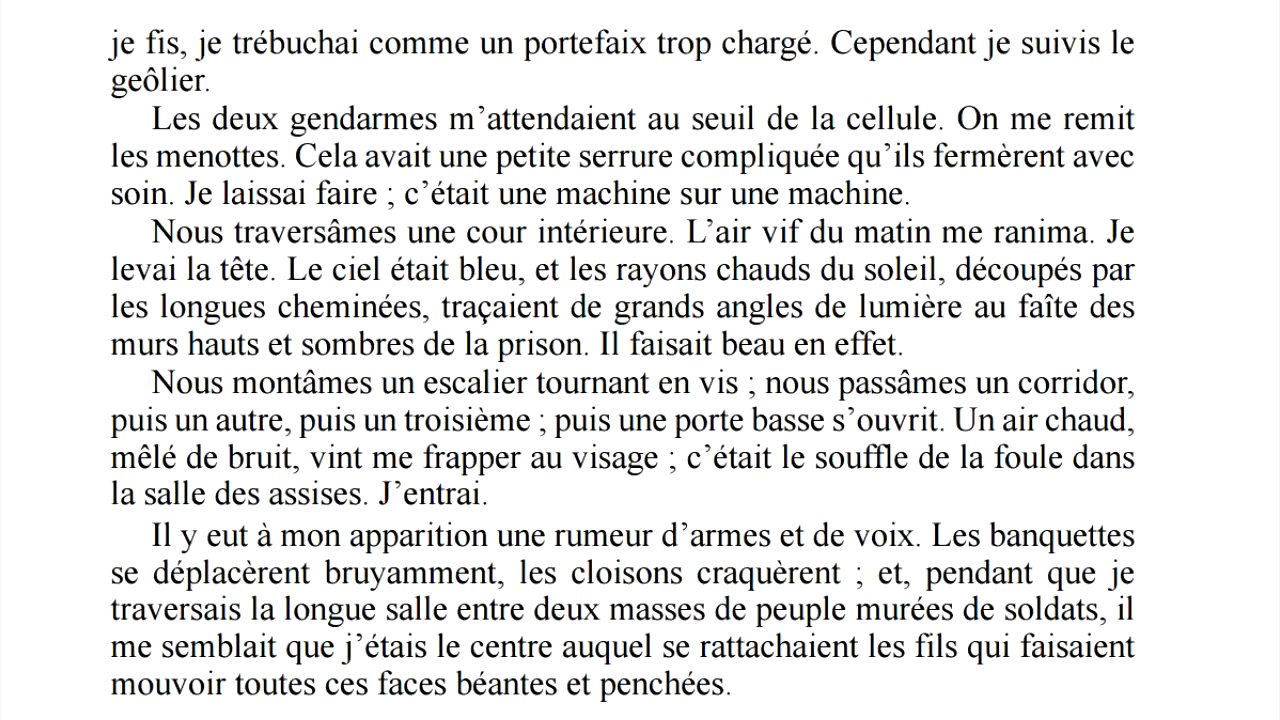 je fis, je trébuchai comme un portefaix trop chargé. Cependant je suivis le
geôlier.
Les deux gendarmes m’attendaient au seuil de la cellule. On me remit
les menottes. Cela avait une petite serrure compliquée qu’ils fermèrent avec
soin. Je laissai faire ; c’était une machine sur une machine.
Nous traversâmes une cour intérieure. L’air vif du matin me ranima. Je
levai la tête. Le ciel était bleu, et les rayons chauds du soleil, découpés par
les longues cheminées, traçaient de grands angles de lumière au faîte des
murs hauts et sombres de la prison. Il faisait beau en effet.
Nous montâmes un escalier tournant en vis ; nous passâmes un corridor,
puis un autre, puis un troisième ; puis une porte basse s’ouvrit. Un air chaud,
mêlé de bruit, vint me frapper au visage ; c’était le souffle de la foule dans
la salle des assises. J’entrai.
Il y eut à mon apparition une rumeur d’armes et de voix. Les banquettes
se déplacèrent bruyamment, les cloisons craquèrent ; et, pendant que je
traversais la longue salle entre deux masses de peuple murées de soldats, il
me semblait que j’étais le centre auquel se rattachaient les fils qui faisaient
mouvoir toutes ces faces béantes et penchées.